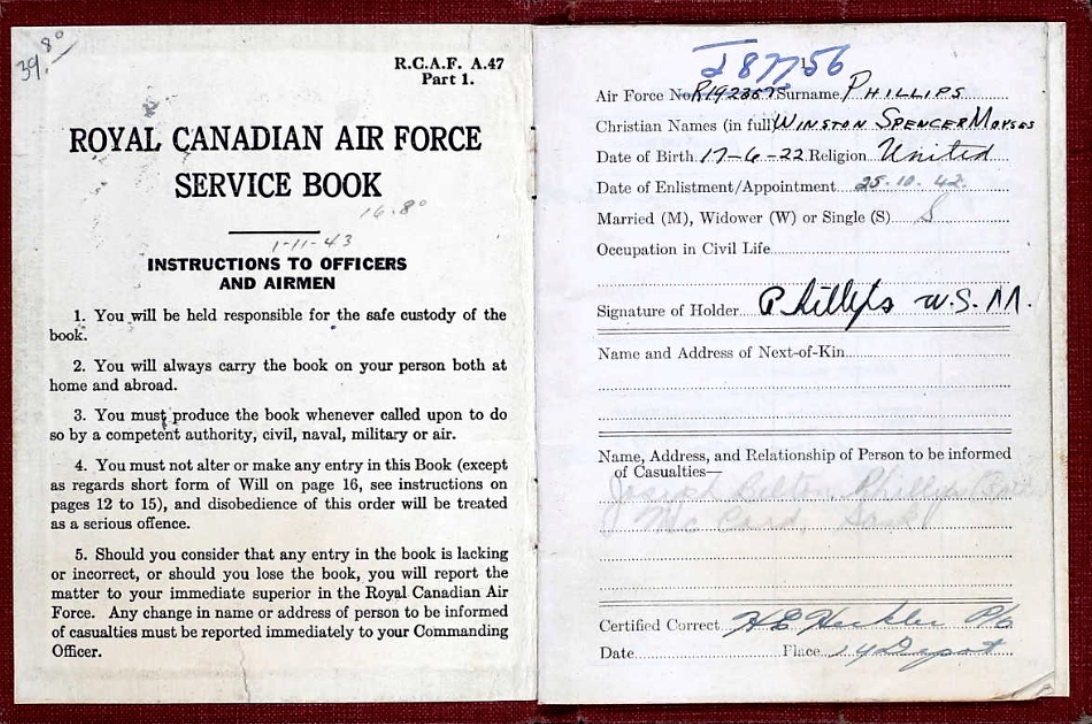 39.8°
R.C.A.F. A.47
Part 1.
ROYAL CANADIAN AIR FORCE
SERVICE BOOK
16.8°
1-11-43
INSTRUCTIONS TO OFFICERS
AND AIRMEN
1. You will be held responsible for the safe custody of the
book.
2. You will always carry the book on your person both at
home and abroad.
3. You must produce the book whenever called upon to do
so by a competent authority, civil, naval, military or air.
4. You must not alter or make any entry in this Book (except
as regards short form of Will on page 16, see instructions on
pages 12 to 15), and disobedience of this order will be treated
as a serious offence.
5. Should you consider that any entry in the book is lacking
or incorrect, or should you lose the book, you will report the
matter to your immediate superior in the Royal Canadian Air
Force. Any change in name or address of person to be informed
of casualties must be reported immediately to your Commanding
Officer.
J87756
Air Force No. R192367 Surname PHILLIPS
Christian Names (in full) WINSTON SPENCER MOYSES
Date of Birth 17-6-22 Religion United
Date of Enlistment/Appointment 25.10.42.
Married (M), Widower (W) or Single (S) S
Occupation in Civil Life
Signature of Holder Phillips W.S.M.
Name and Address of Next-of-Kin
Name, Address, and Relationship of Person to be informed
of Casualties—
Joseph Belton Phillips
Mc Cord, Sask
Certified Correct H E P/O
Date Place Depot